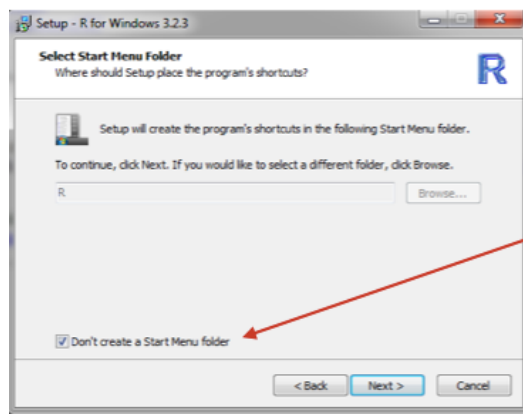 Setup - R for Windows 3.2.3
Select Start Menu Folder
Where should Setup place the program's shortcuts?
R
Setup will create the program's shortcuts in the following Start Menu folder.
To continue, click Next. If you would like to select a different folder, click Browse.
R
Browse...
Don't create a Start Menu folder
< Back
Next >
Cancel